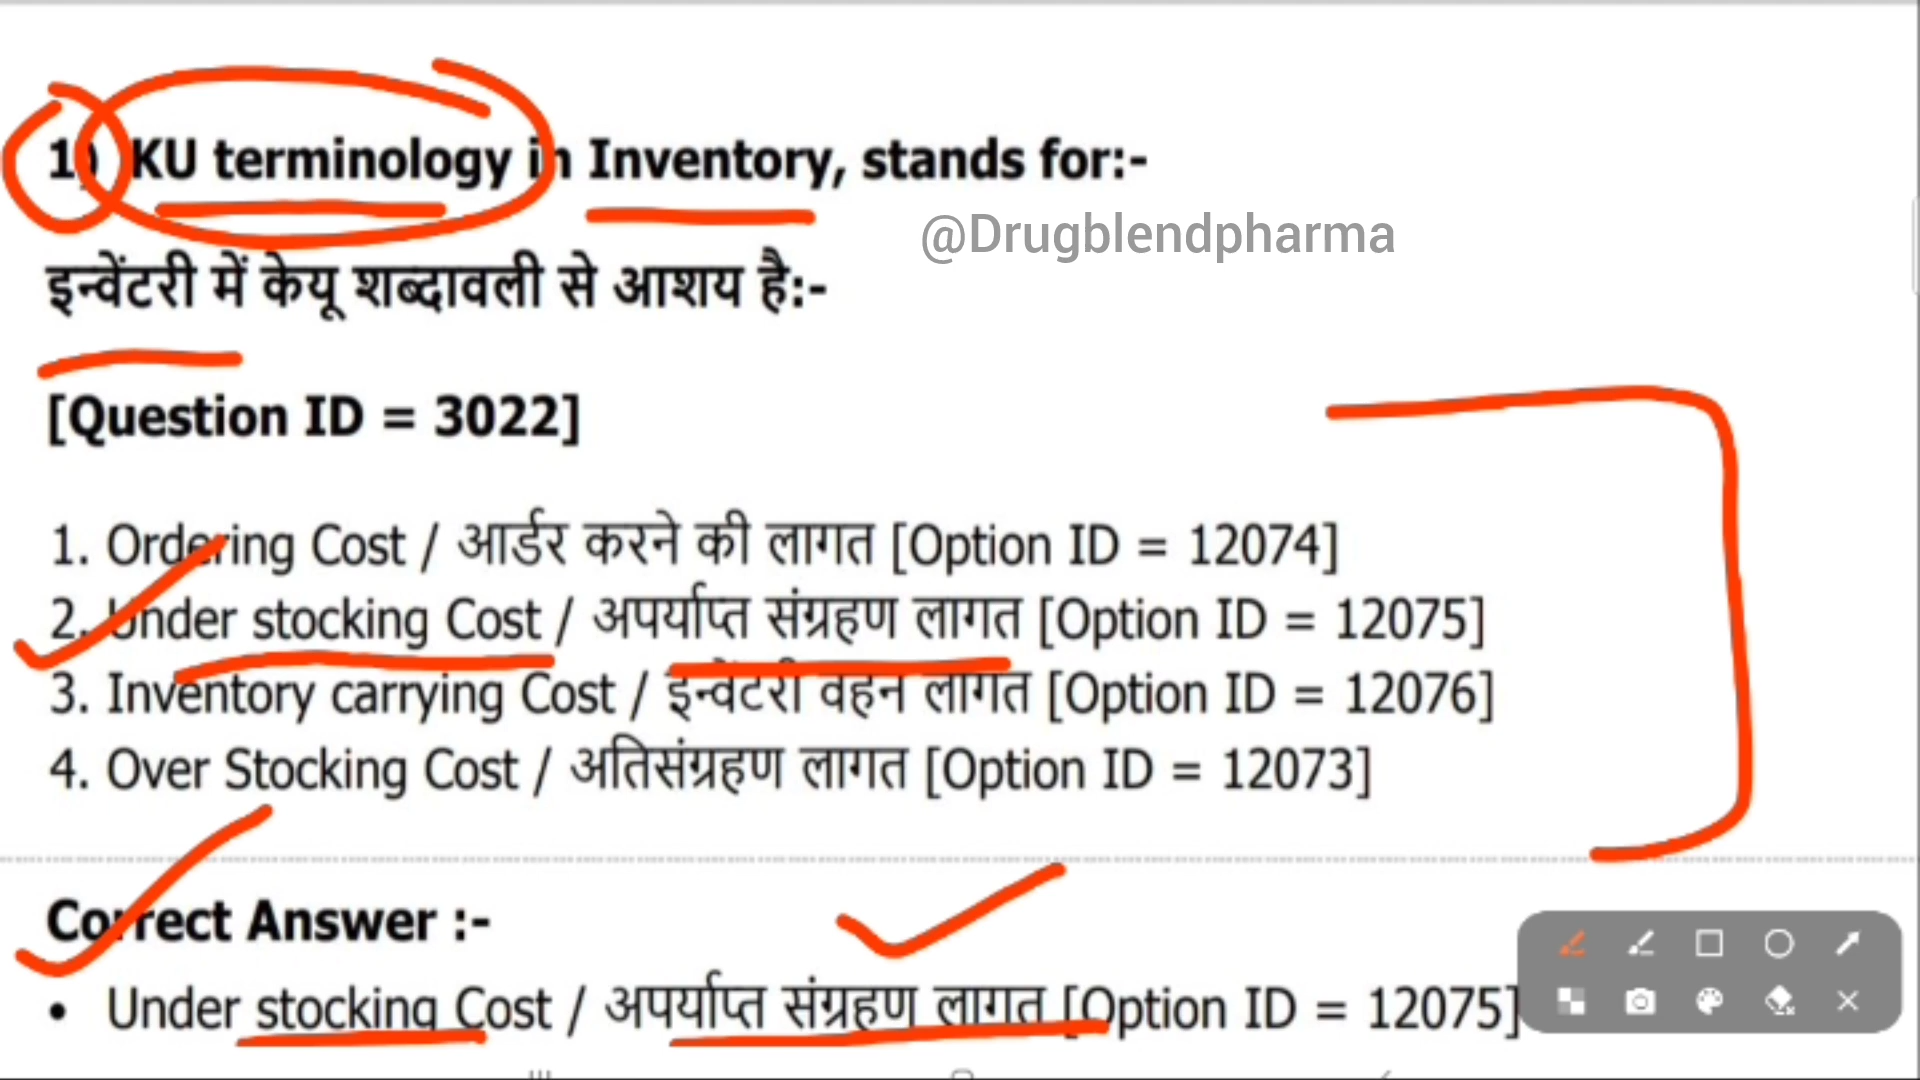 1) KU terminology in Inventory, stands for:-
@Drugblendpharma
इन्वेंटरी में केयू शब्दावली से आशय है:-
[Question ID = 3022]
1. Ordering Cost / आर्डर करने की लागत [Option ID = 12074]
2. Under stocking Cost / अपर्याप्त संग्रहण लागत [Option ID = 12075]
3. Inventory carrying Cost / इन्वेंटरी वहन लागत [Option ID = 12076]
4. Over Stocking Cost / अतिसंग्रहण लागत [Option ID = 12073]
Correct Answer :-
• Under stocking Cost / अपर्याप्त संग्रहण लागत [Option ID = 12075]